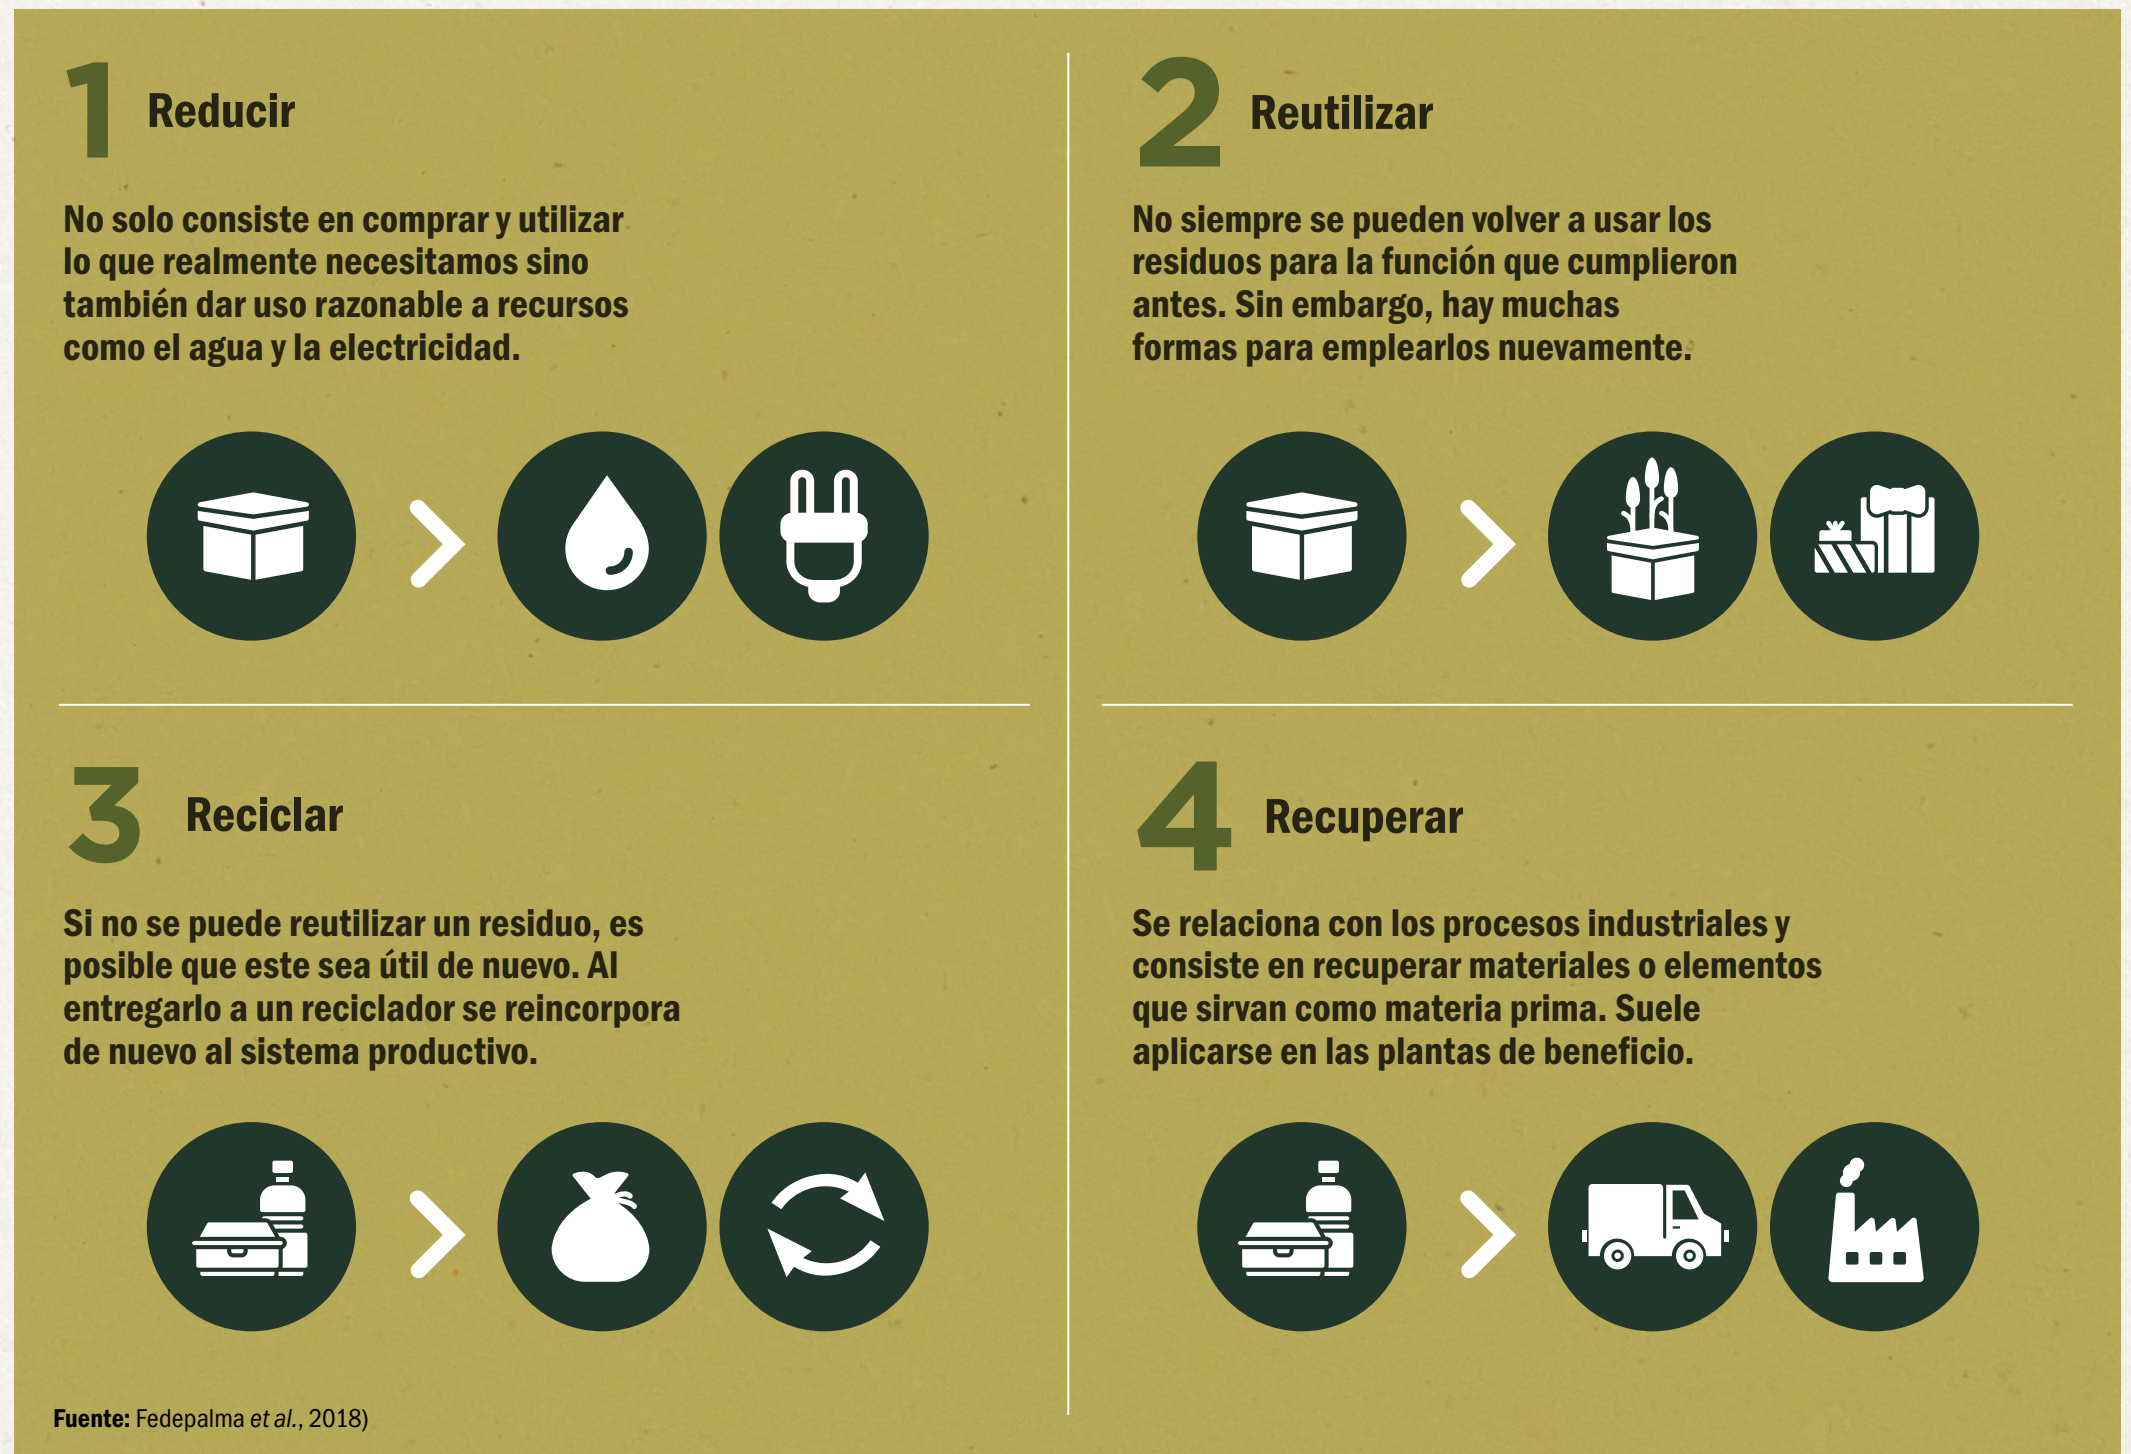 1 Reducir
No solo consiste en comprar y utilizar
lo que realmente necesitamos sino
también dar uso razonable a recursos
como el agua y la electricidad.
2 Reutilizar
No siempre se pueden volver a usar los
residuos para la función que cumplieron
antes. Sin embargo, hay muchas
formas para emplearlos nuevamente.
3 Reciclar
Si no se puede reutilizar un residuo, es
posible que este sea útil de nuevo. Al
entregarlo a un reciclador se reincorpora
de nuevo al sistema productivo.
4 Recuperar
Se relaciona con los procesos industriales y
consiste en recuperar materiales o elementos
que sirvan como materia prima. Suele
aplicarse en las plantas de beneficio.
Fuente: Fedepalma et al., 2018)